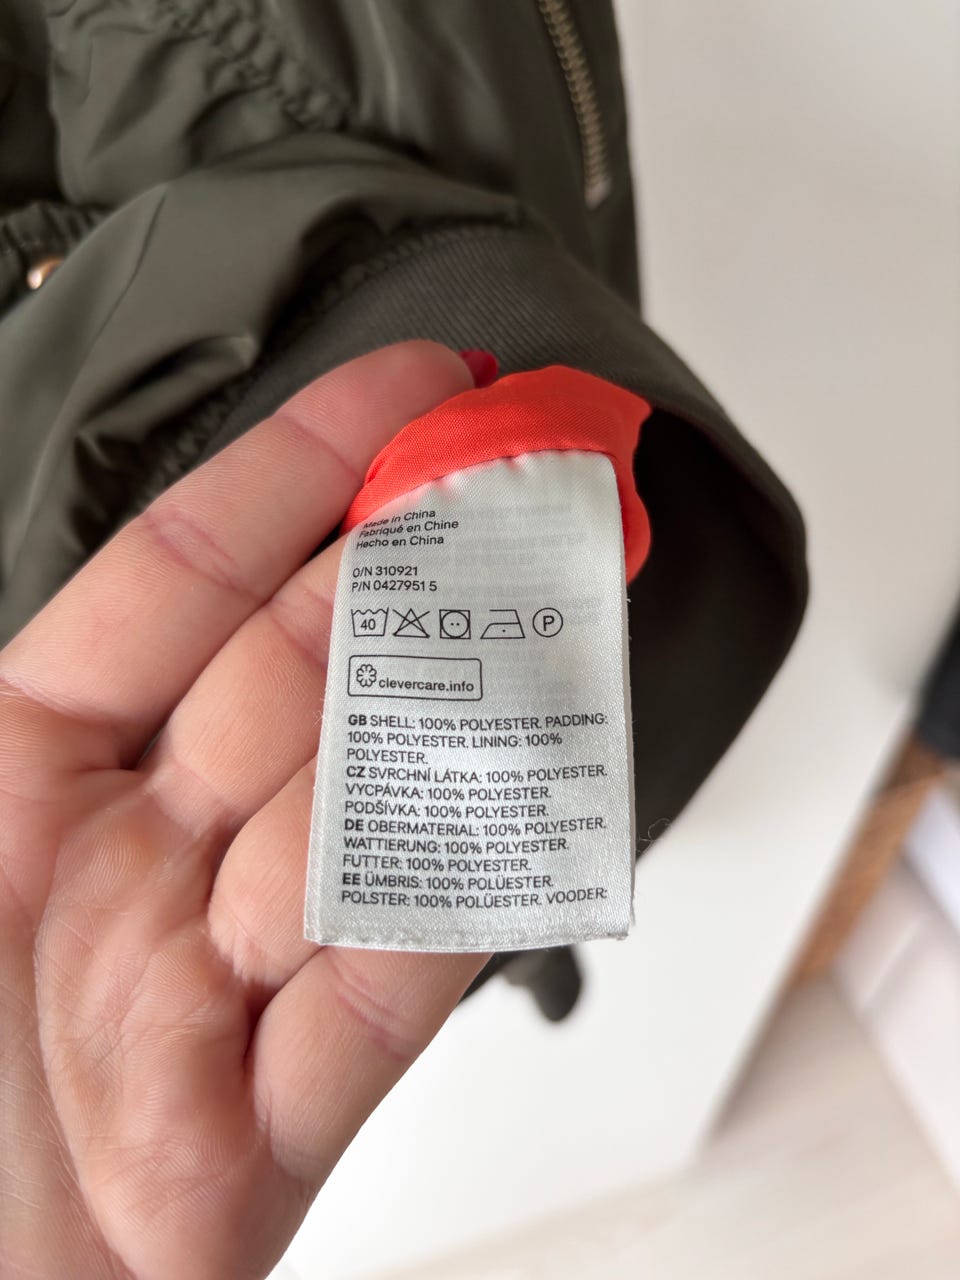 Made in China
Fabriqué en Chine
Hecho en China
O/N 310921
P/N 0427951 5
40 P
clevercare.info
GB SHELL: 100% POLYESTER. PADDING:
100% POLYESTER. LINING: 100%
POLYESTER.
CZ SVRCHNÍ LÁTKA: 100% POLYESTER.
VYCPÁVKA: 100% POLYESTER.
PODŠÍVKA: 100% POLYESTER.
DE OBERMATERIAL: 100% POLYESTER.
WATTIERUNG: 100% POLYESTER.
FUTTER: 100% POLYESTER.
EE ÜMBRIS: 100% POLÜESTER.
POLSTER: 100% POLÜESTER. VOODER: